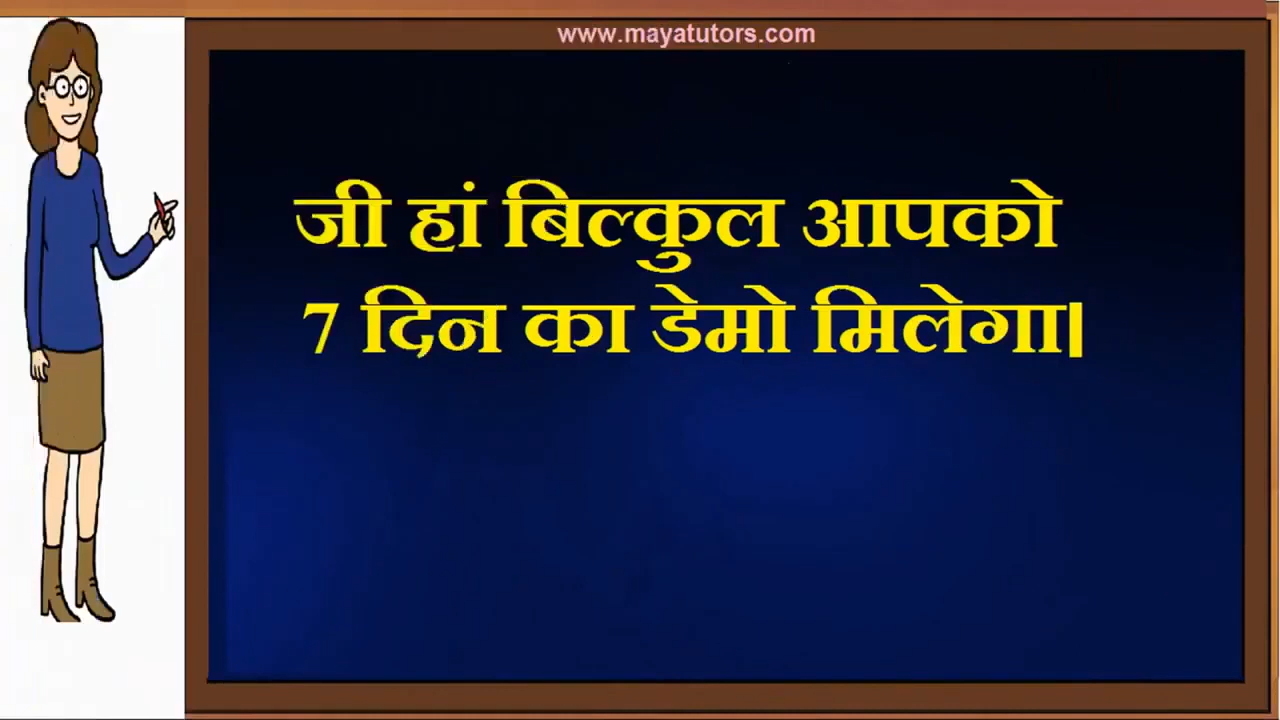 www.mayatutors.com
जी हां बिल्कुल आपको
7 दिन का डेमो मिलेगा।